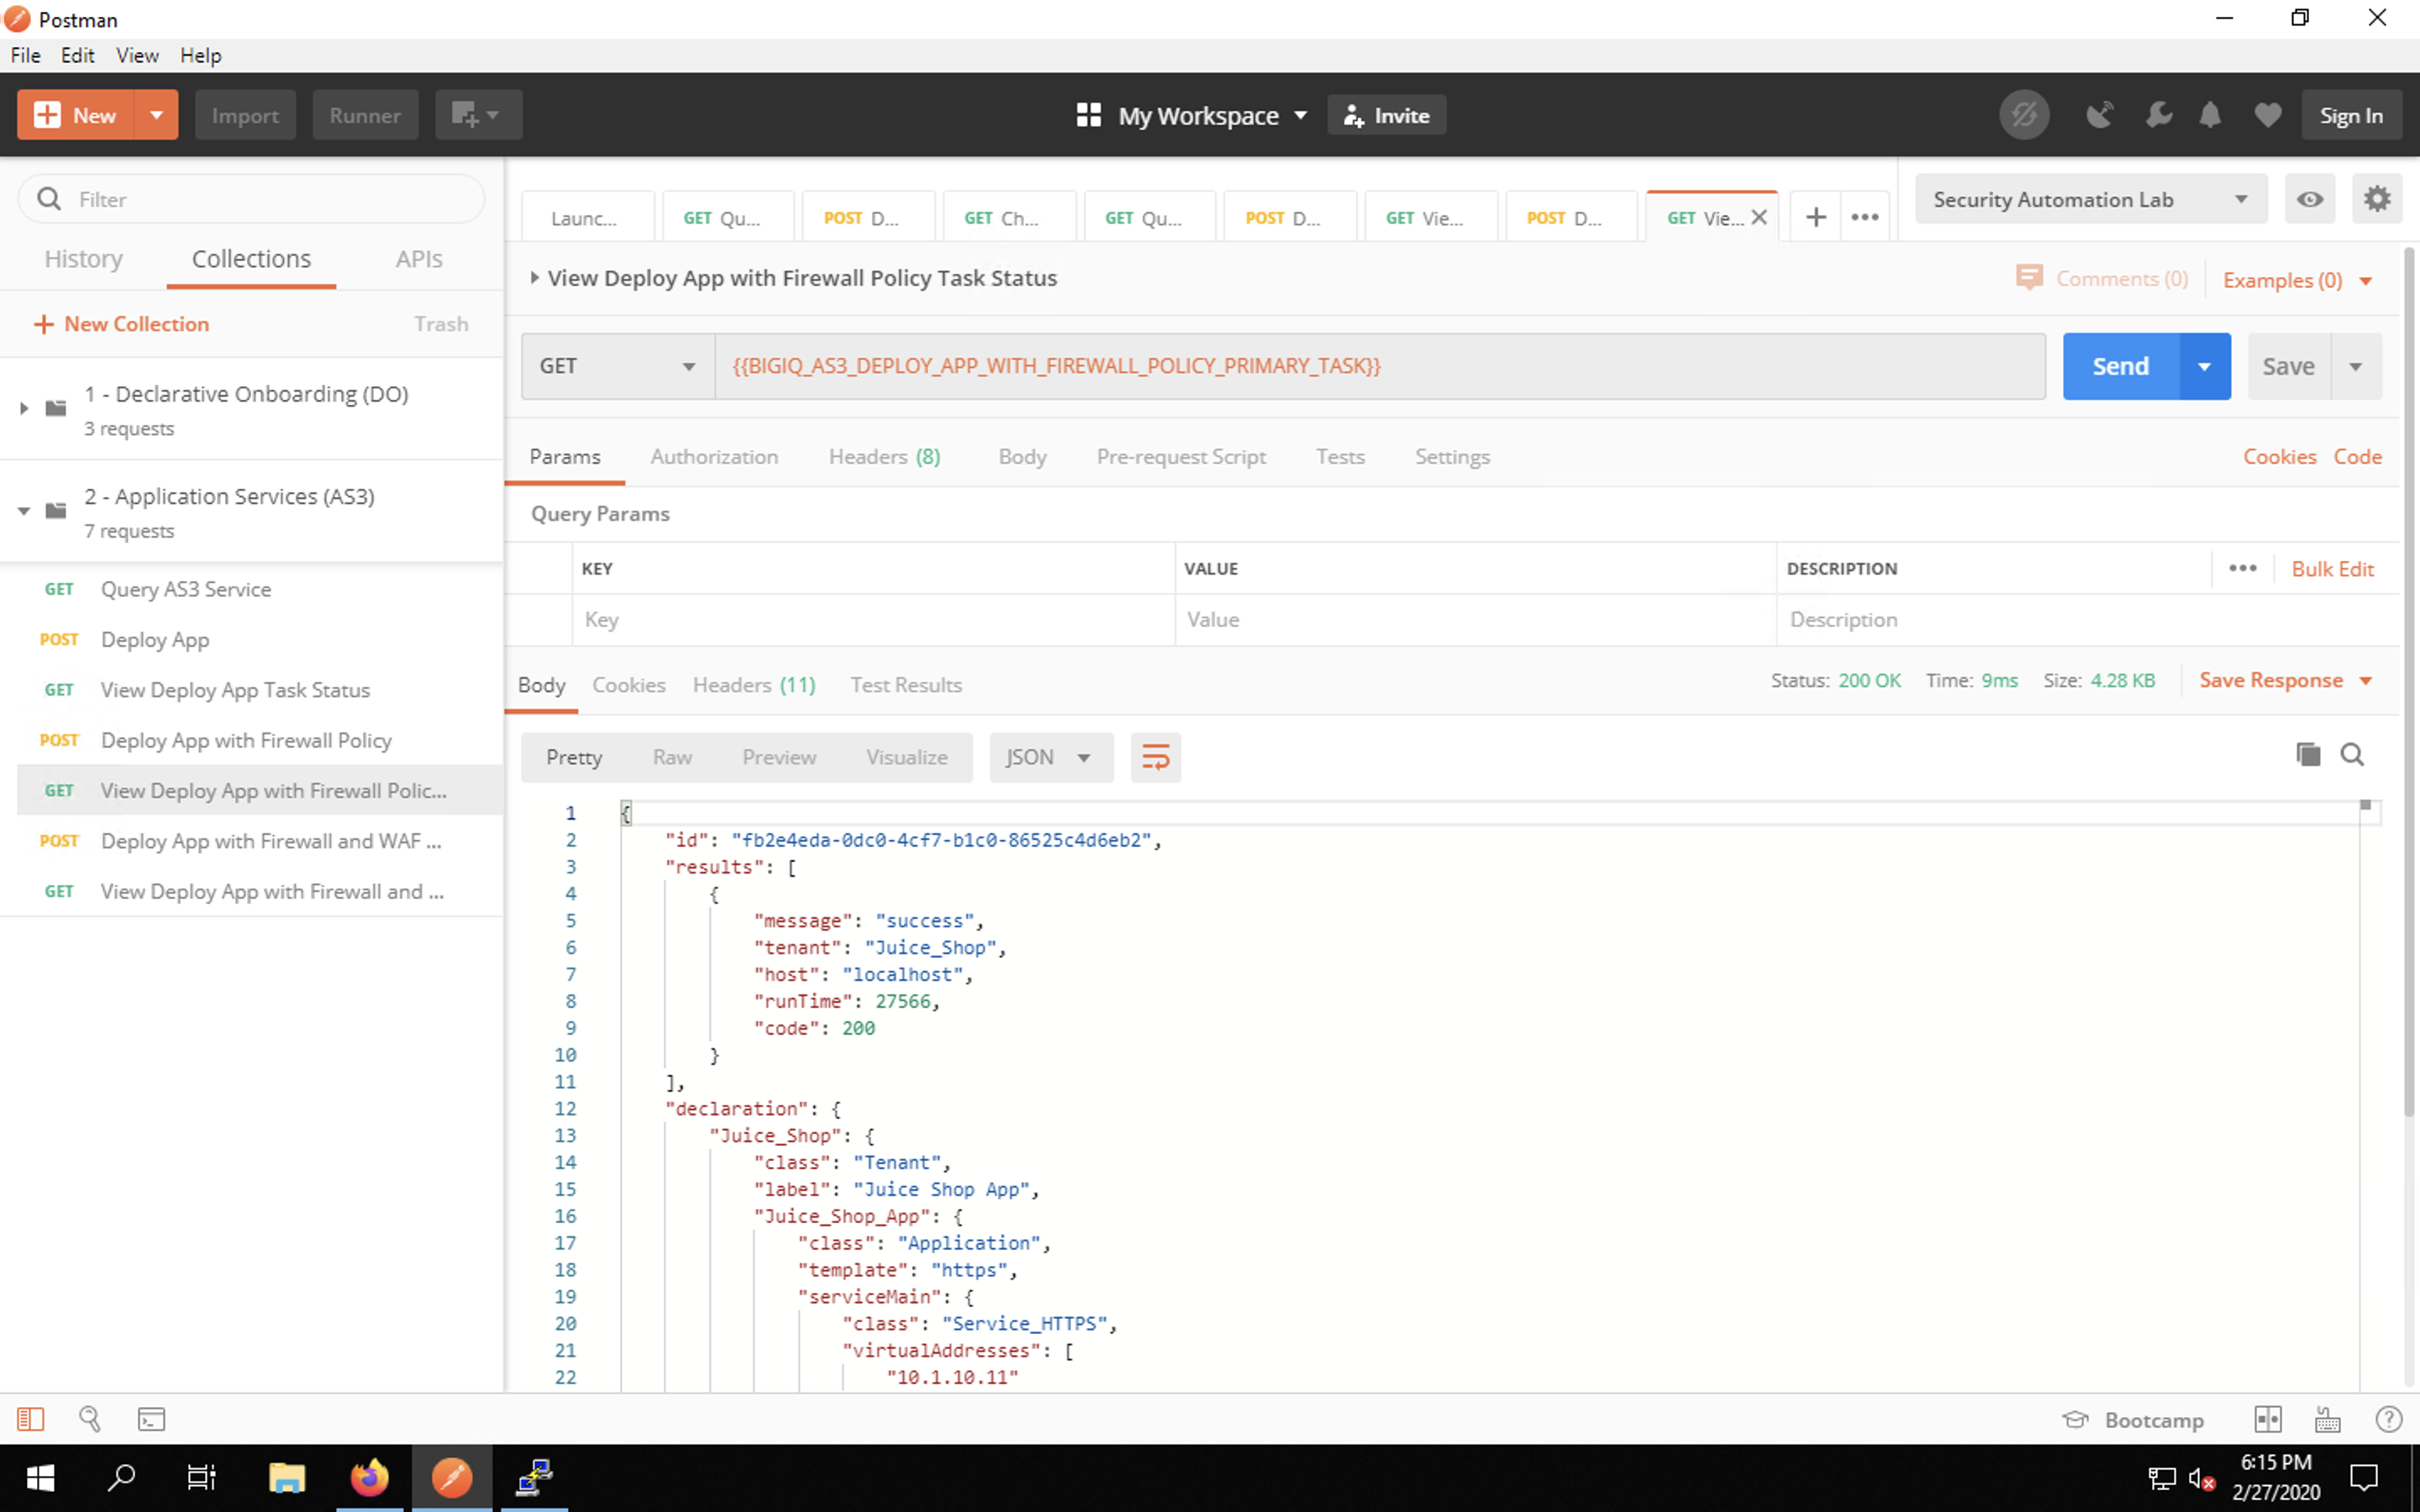 Postman
File Edit View Help
New Import Runner My Workspace Invite Sign In
Filter
History Collections APIs
New Collection Trash
1 - Declarative Onboarding (DO)
3 requests
2 - Application Services (AS3)
7 requests
GET Query AS3 Service
POST Deploy App
GET View Deploy App Task Status
POST Deploy App with Firewall Policy
GET View Deploy App with Firewall Polic...
POST Deploy App with Firewall and WAF ...
GET View Deploy App with Firewall and ...
Launc... GET Qu... POST D... GET Ch... GET Qu... POST D... GET Vie... POST D... GET Vie... Security Automation Lab
View Deploy App with Firewall Policy Task Status Comments (0) Examples (0)
GET {{BIGIQ_AS3_DEPLOY_APP_WITH_FIREWALL_POLICY_PRIMARY_TASK}} Send Save
Params Authorization Headers (8) Body Pre-request Script Tests Settings Cookies Code
Query Params
KEY VALUE DESCRIPTION Bulk Edit
Key Value Description
Body Cookies Headers (11) Test Results Status: 200 OK Time: 9ms Size: 4.28 KB Save Response
Pretty Raw Preview Visualize JSON
1 {
2 "id": "fb2e4eda-0dc0-4cf7-b1c0-86525c4d6eb2",
3 "results": [
4 {
5 "message": "success",
6 "tenant": "Juice_Shop",
7 "host": "localhost",
8 "runTime": 27566,
9 "code": 200
10 }
11 ],
12 "declaration": {
13 "Juice_Shop": {
14 "class": "Tenant",
15 "label": "Juice Shop App",
16 "Juice_Shop_App": {
17 "class": "Application",
18 "template": "https",
19 "serviceMain": {
20 "class": "Service_HTTPS",
21 "virtualAddresses": [
22 "10.1.10.11"
Bootcamp
6:15 PM
2/27/2020